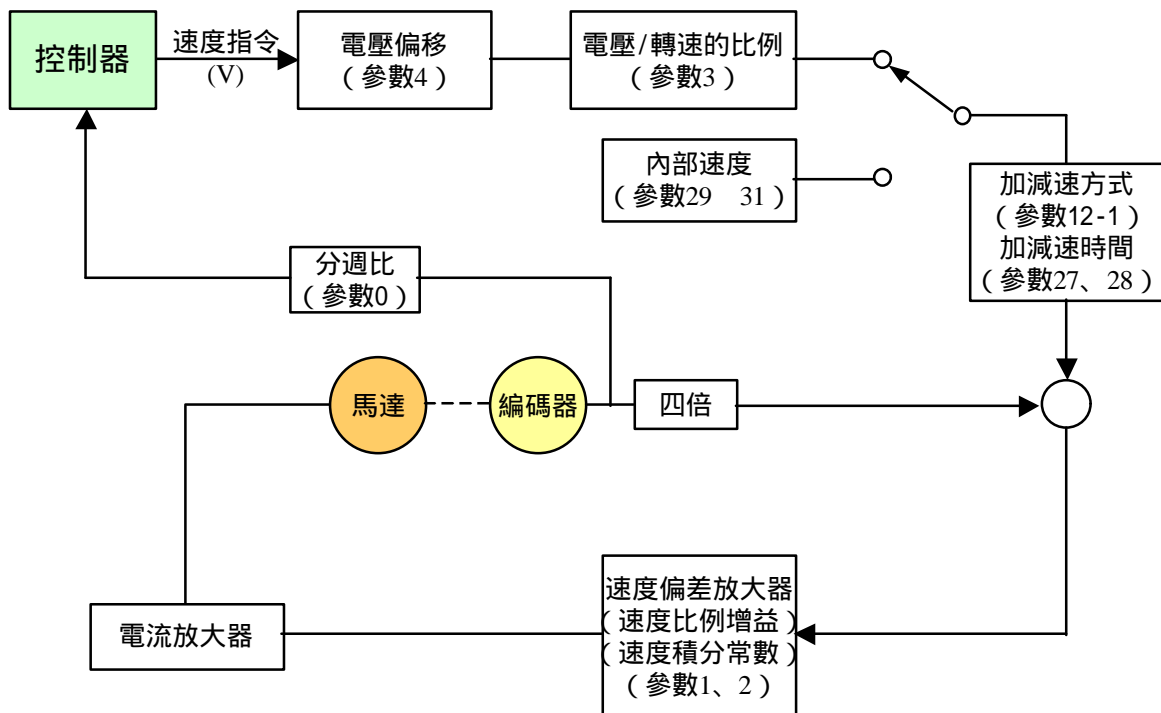 控制器
速度指令
(V)
電壓偏移
（參數4）
電壓/轉速的比例
（參數3）
內部速度
（參數29　31）
加減速方式
（參數12-1）
加減速時間
（參數27、28）
分週比
（參數0）
馬達
編碼器
四倍
速度偏差放大器
（速度比例增益）
（速度積分常數）
（參數1、2）
電流放大器